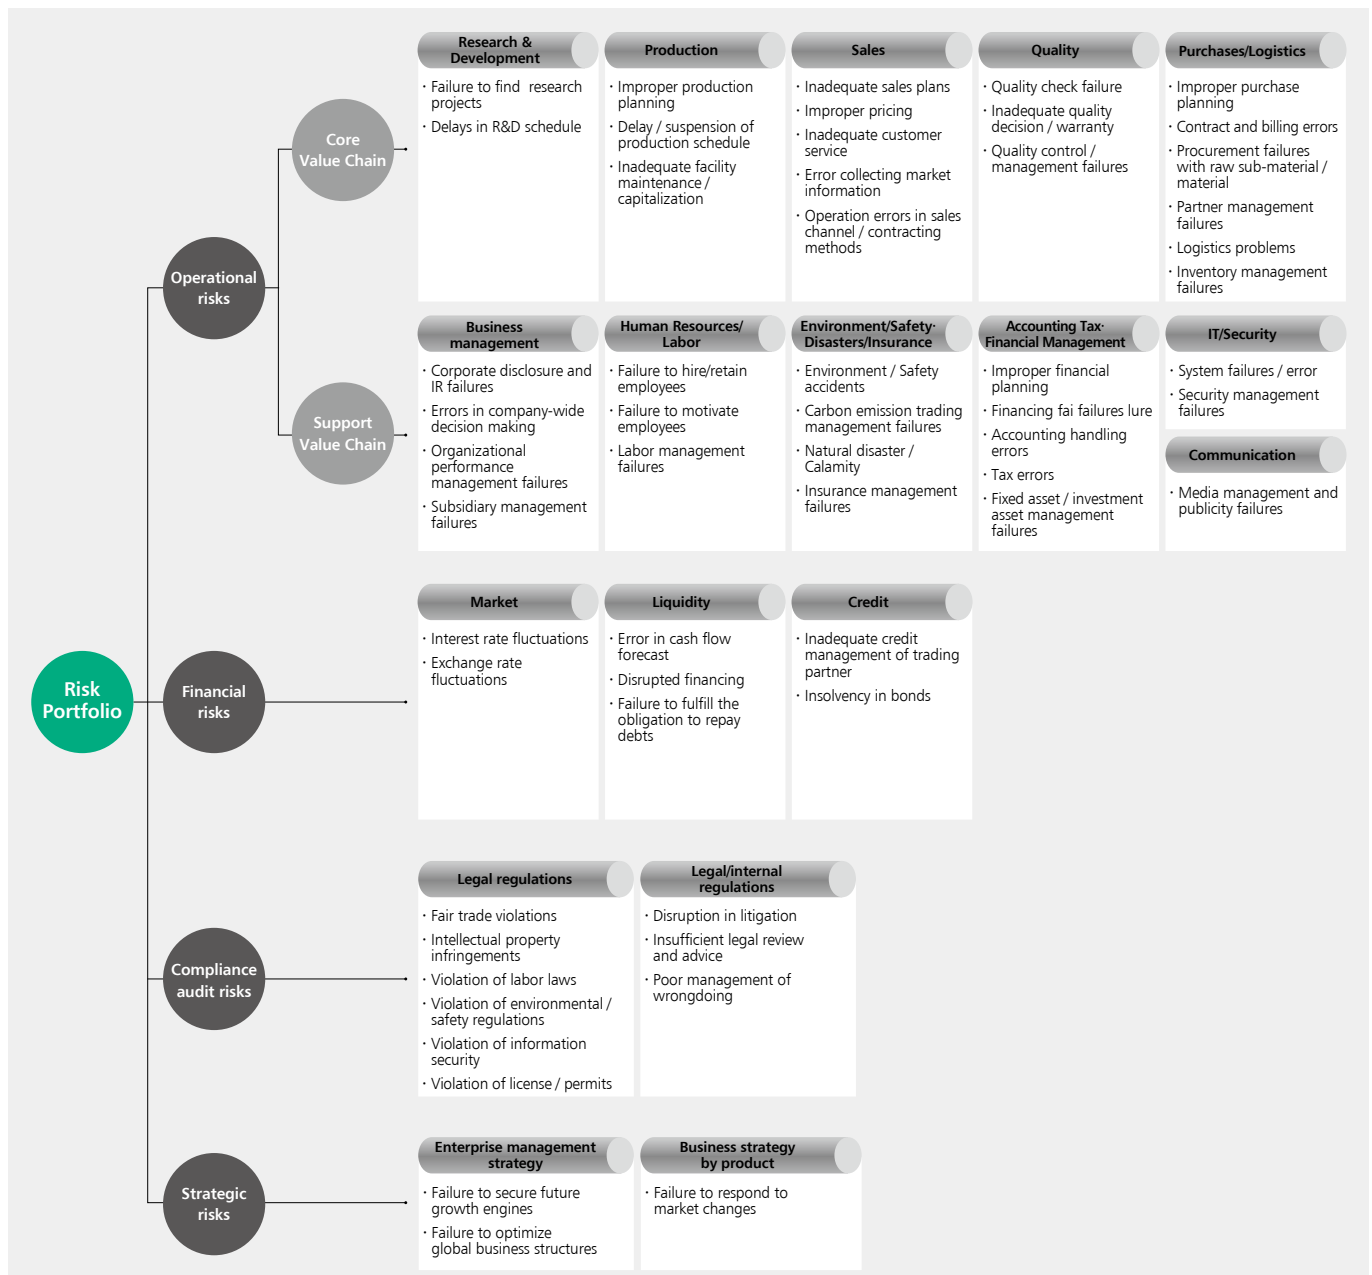 Risk
Portfolio
Operational
risks
Core
Value Chain
Research &
Development
· Failure to find research
projects
· Delays in R&D schedule
Production
· Improper production
planning
· Delay / suspension of
production schedule
· Inadequate facility
maintenance /
capitalization
Sales
· Inadequate sales plans
· Improper pricing
· Inadequate customer
service
· Error collecting market
information
· Operation errors in sales
channel / contracting
methods
Quality
· Quality check failure
· Inadequate quality
decision / warranty
· Quality control /
management failures
Purchases/Logistics
· Improper purchase
planning
· Contract and billing errors
· Procurement failures
with raw sub-material /
material
· Partner management
failures
· Logistics problems
· Inventory management
failures
Support
Value Chain
Business
management
· Corporate disclosure and
IR failures
· Errors in company-wide
decision making
· Organizational
performance
management failures
· Subsidiary management
failures
Human Resources/
Labor
· Failure to hire/retain
employees
· Failure to motivate
employees
· Labor management
failures
Environment/Safety·
Disasters/Insurance
· Environment / Safety
accidents
· Carbon emission trading
management failures
· Natural disaster /
Calamity
· Insurance management
failures
Accounting Tax·
Financial Management
· Improper financial
planning
· Financing fai failures lure
· Accounting handling
errors
· Tax errors
· Fixed asset / investment
asset management
failures
IT/Security
· System failures / error
· Security management
failures
Communication
· Media management and
publicity failures
Financial
risks
Market
· Interest rate fluctuations
· Exchange rate
fluctuations
Liquidity
· Error in cash flow
forecast
· Disrupted financing
· Failure to fulfill the
obligation to repay
debts
Credit
· Inadequate credit
management of trading
partner
· Insolvency in bonds
Compliance
audit risks
Legal regulations
· Fair trade violations
· Intellectual property
infringements
· Violation of labor laws
· Violation of environmental /
safety regulations
· Violation of information
security
· Violation of license / permits
Legal/internal
regulations
· Disruption in litigation
· Insufficient legal review
and advice
· Poor management of
wrongdoing
Strategic
risks
Enterprise management
strategy
· Failure to secure future
growth engines
· Failure to optimize
global business structures
Business strategy
by product
· Failure to respond to
market changes